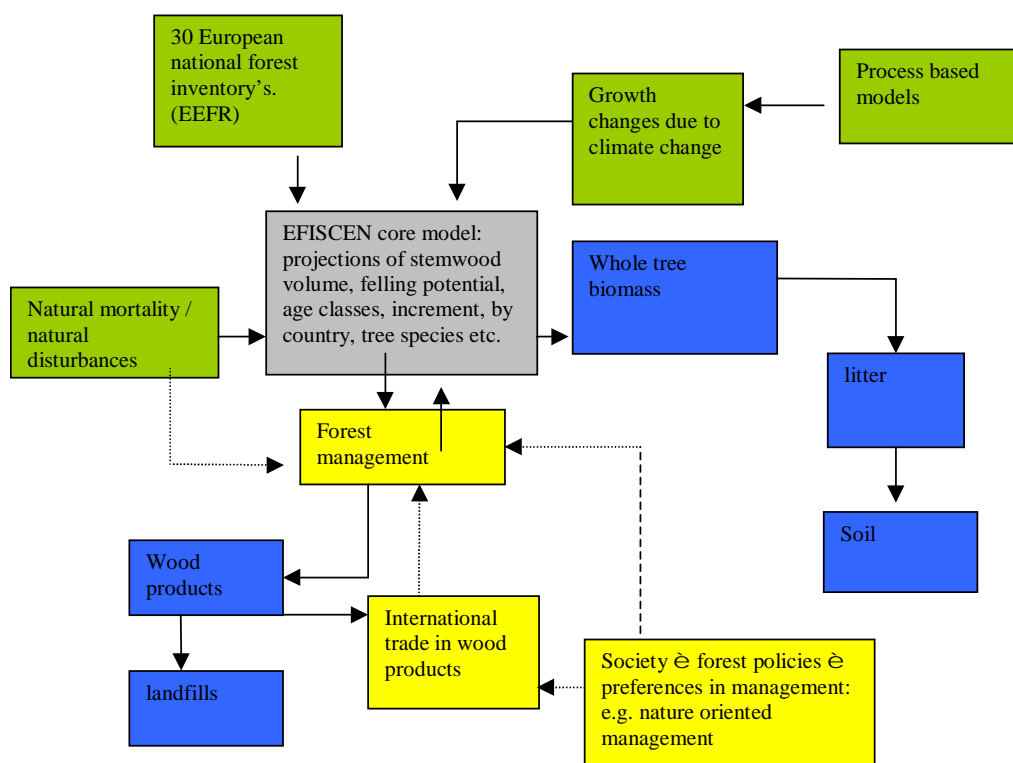 30 European
national forest
inventory's.
(EEFR)
Growth
changes due to
climate change
Process based
models
EFISCEN core model:
projections of stemwood
volume, felling potential,
age classes, increment, by
country, tree species etc.
Whole tree
biomass
Natural mortality /
natural
disturbances
litter
Forest
management
Soil
Wood
products
International
trade in wood
products
Society è forest policies è
preferences in management:
e.g. nature oriented
management
landfills